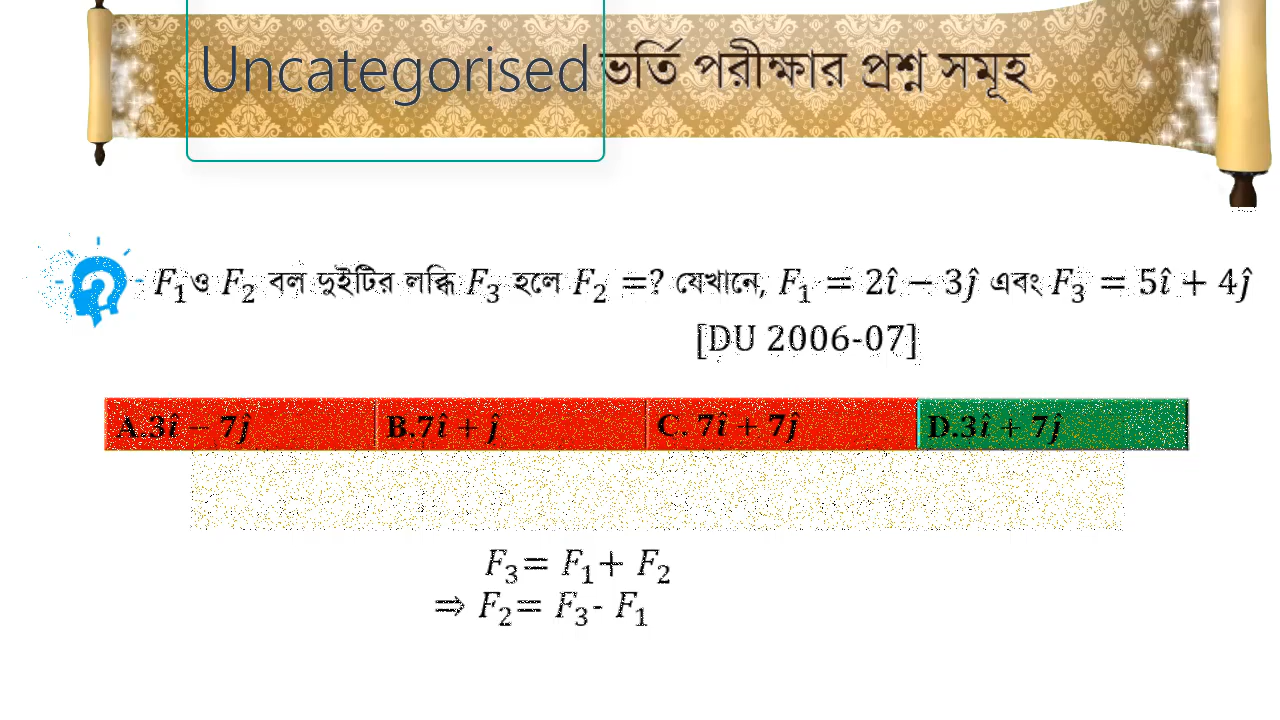 Uncategorised ভর্তি পরীক্ষার প্রশ্ন সমূহ
F₁ও F₂ বল দুইটির লব্ধি F₃ হলে F₂ =? যেখানে, F₁ = 2î − 3ĵ এবং F₃ = 5î + 4ĵ
[DU 2006-07]
A.3î − 7ĵ B.7î + ĵ C. 7î + 7ĵ D.3î + 7ĵ
F₃= F₁+ F₂
⇒ F₂= F₃- F₁